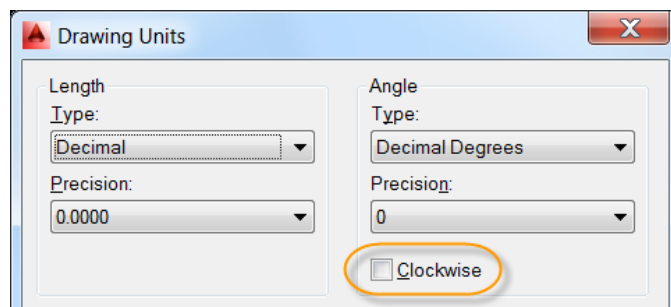 Drawing Units
Length
Type:
Decimal
Precision:
0.0000
Angle
Type:
Decimal Degrees
Precision:
0
Clockwise